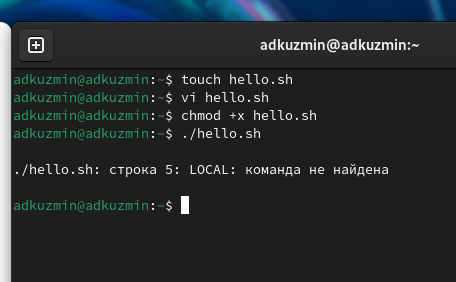 adkuzmin@adkuzmin:~
adkuzmin@adkuzmin:~$ touch hello.sh
adkuzmin@adkuzmin:~$ vi hello.sh
adkuzmin@adkuzmin:~$ chmod +x hello.sh
adkuzmin@adkuzmin:~$ ./hello.sh
./hello.sh: строка 5: LOCAL: команда не найдена
adkuzmin@adkuzmin:~$